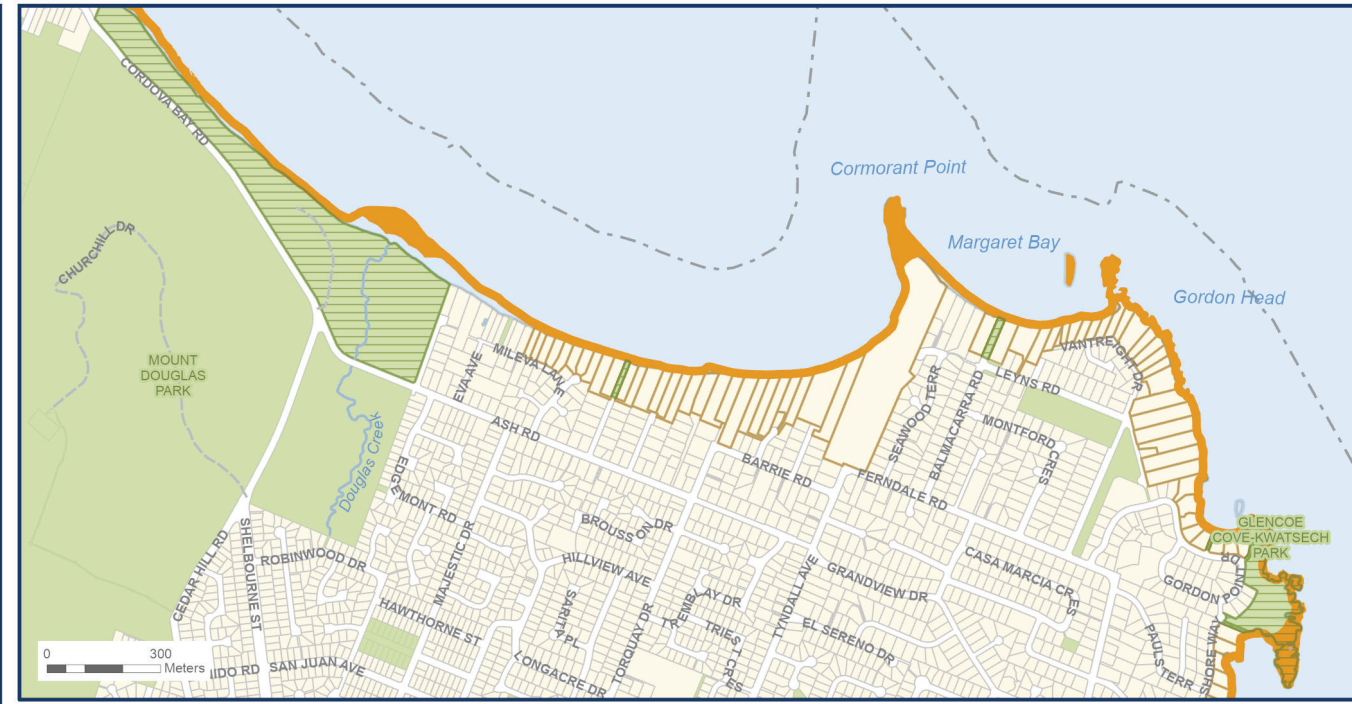 CORDOVA BAY RD
Cormorant Point
CHURCHILL DR
Margaret Bay
Gordon Head
MOUNT
DOUGLAS
PARK
MILEVA LANE
EVA AVE
VANTREIGHT DR
LEYNS RD
SEAWOOD TERR
BALMACARRA RD
ASH RD
MONTFORD CRES
Douglas Creek
BARRIE RD
FERNDALE RD
EDGEMONT RD
BROUSSON DR
GLENCOE
COVE-KWATSECH
PARK
SHELBOURNE ST
ROBINWOOD DR
MAJESTIC DR
HILLVIEW AVE
CASA MARCIA CRES
CEDAR HILL RD
GRANDVIEW DR
GORDON POINT DR
TREMBLAY DR
TYNDALL AVE
HAWTHORNE ST
SARITA PL
TORQUAY DR
TRIEST CRES
EL SERENO DR
PAULS TERR
SHORE WAY
0 300
Meters
NIDO RD
SAN JUAN AVE
LONGACRE DR